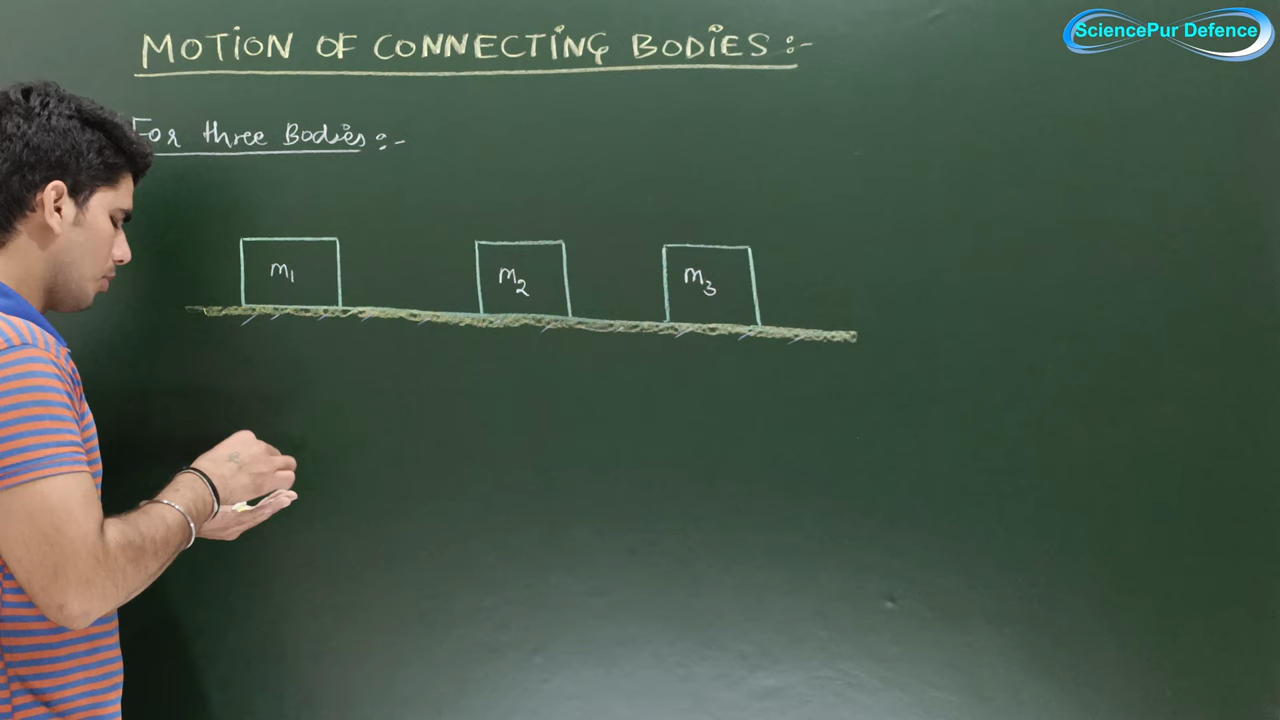 SciencePur Defence
MOTION OF CONNECTING BODIES :-
For three Bodies :-
m₁
m₂
m₃